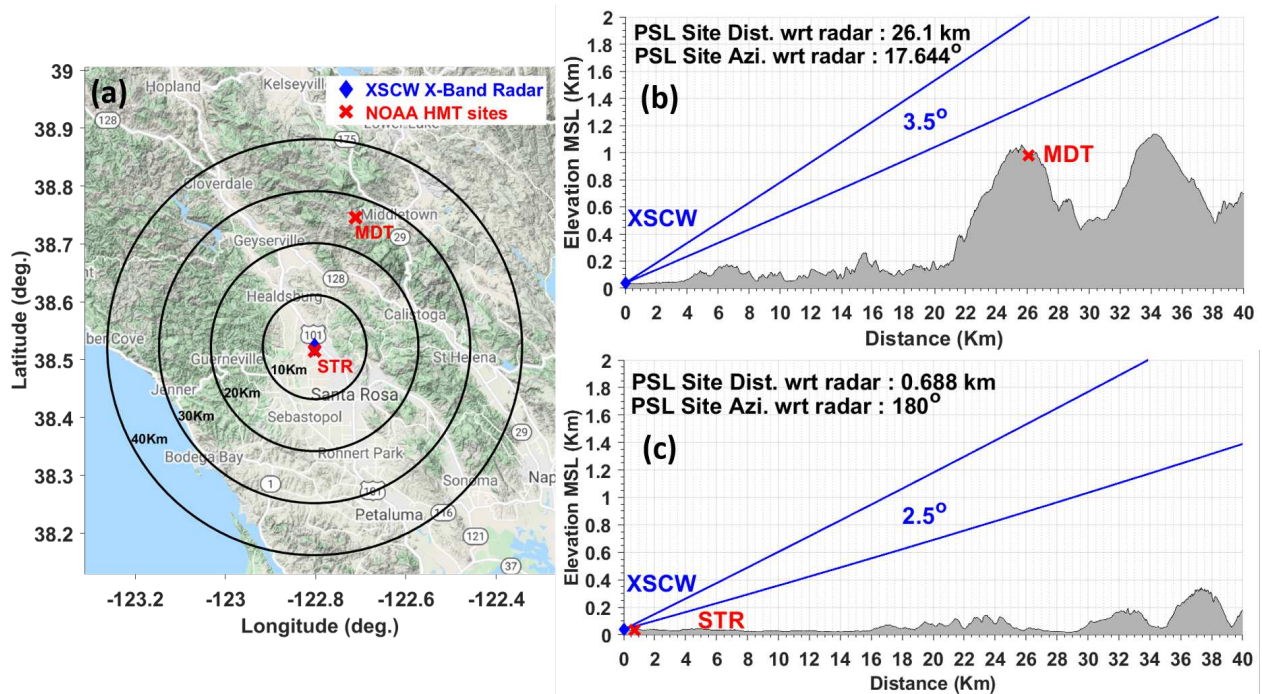 (a)
XSCW X-Band Radar
NOAA HMT sites
39
38.9
38.8
38.7
38.6
38.5
38.4
38.3
38.2
Latitude (deg.)
-123.2
-123
-122.8
-122.6
-122.4
Longitude (deg.)
Hopland
Kelseyville
Lower Lake
128
175
Cloverdale
Middletown
MDT
29
Geyserville
128
Healdsburg
Calistoga
101
ber Cove
Guerneville
STR
St Helena
10Km
Jenner
Santa Rosa
20Km
Sebastopol
30Km
29
40Km
Bodega Bay
Rohnert Park
1
Sonoma
Nap
101
Petaluma
116
121
37
(b)
PSL Site Dist. wrt radar : 26.1 km
PSL Site Azi. wrt radar : 17.644°
3.5°
MDT
XSCW
2
1.8
1.6
1.4
1.2
1
0.8
0.6
0.4
0.2
0
Elevation MSL (Km)
0 2 4 6 8 10 12 14 16 18 20 22 24 26 28 30 32 34 36 38 40
Distance (Km)
(c)
PSL Site Dist. wrt radar : 0.688 km
PSL Site Azi. wrt radar : 180°
2.5°
XSCW
STR
2
1.8
1.6
1.4
1.2
1
0.8
0.6
0.4
0.2
0
Elevation MSL (Km)
0 2 4 6 8 10 12 14 16 18 20 22 24 26 28 30 32 34 36 38 40
Distance (Km)